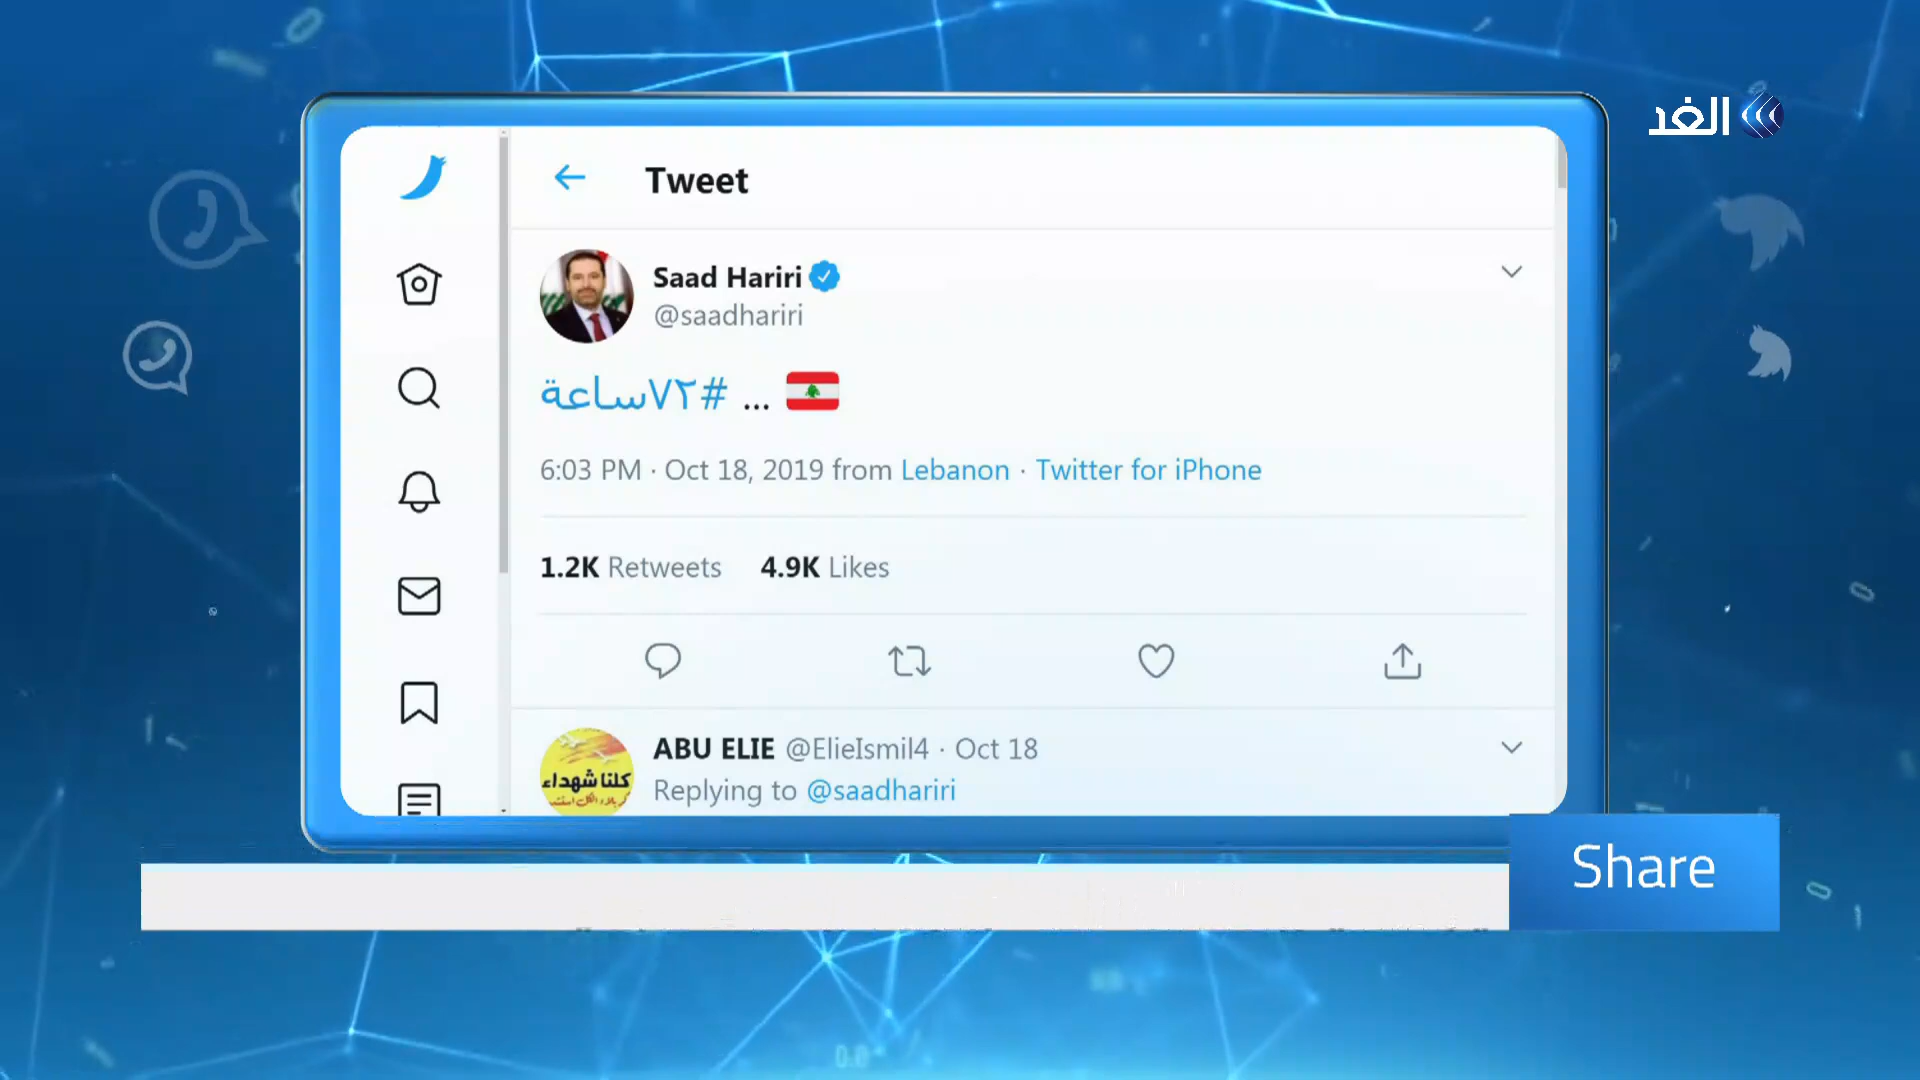 الغد
Tweet
Saad Hariri
@saadhariri
#٧٢ساعة ...
6:03 PM · Oct 18, 2019 from Lebanon · Twitter for iPhone
1.2K Retweets 4.9K Likes
ABU ELIE @ElieIsmil4 · Oct 18
Replying to @saadhariri
كلنا شهداء
Share